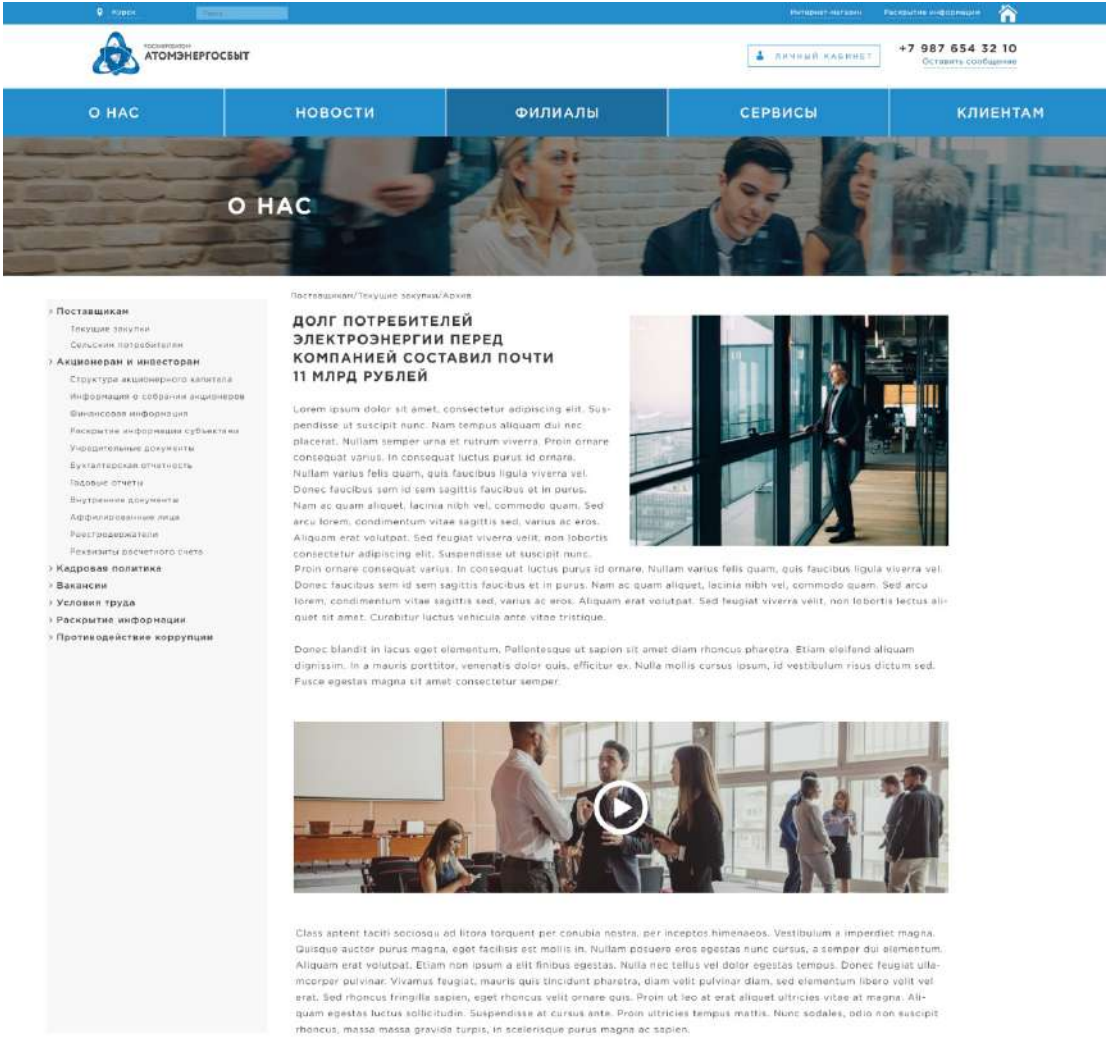 Курск
Поиск
Интернет-магазин Раскрытие информации
РОСЭНЕРГОАТОМ
АТОМЭНЕРГОСБЫТ
ЛИЧНЫЙ КАБИНЕТ
+7 987 654 32 10
Оставить сообщение
О НАС НОВОСТИ ФИЛИАЛЫ СЕРВИСЫ КЛИЕНТАМ
О НАС
› Поставщикам
Текущие закупки
Сельским потребителям
› Акционерам и инвесторам
Структура акционерного капитала
Информация о собрании акционеров
Финансовая информация
Раскрытие информации субъектами
Учредительные документы
Бухгалтерская отчетность
Годовые отчеты
Внутренние документы
Аффилированные лица
Реестродержатели
Реквизиты расчетного счета
› Кадровая политика
› Вакансии
› Условия труда
› Раскрытие информации
› Противодействие коррупции
Поставщикам/Текущие закупки/Архив
ДОЛГ ПОТРЕБИТЕЛЕЙ
ЭЛЕКТРОЭНЕРГИИ ПЕРЕД
КОМПАНИЕЙ СОСТАВИЛ ПОЧТИ
11 МЛРД РУБЛЕЙ
Lorem ipsum dolor sit amet, consectetur adipiscing elit. Sus-
pendisse ut suscipit nunc. Nam tempus aliquam dui nec
placerat. Nullam semper urna et rutrum viverra. Proin ornare
consequat varius. In consequat luctus purus id ornare.
Nullam varius felis quam, quis faucibus ligula viverra vel.
Donec faucibus sem id sem sagittis faucibus et in purus.
Nam ac quam aliquet, lacinia nibh vel, commodo quam. Sed
arcu lorem, condimentum vitae sagittis sed, varius ac eros.
Aliquam erat volutpat. Sed feugiat viverra velit, non lobortis
consectetur adipiscing elit. Suspendisse ut suscipit nunc.
Proin ornare consequat varius. In consequat luctus purus id ornare. Nullam varius felis quam, quis faucibus ligula viverra vel.
Donec faucibus sem id sem sagittis faucibus et in purus. Nam ac quam aliquet, lacinia nibh vel, commodo quam. Sed arcu
lorem, condimentum vitae sagittis sed, varius ac eros. Aliquam erat volutpat. Sed feugiat viverra velit, non lobortis lectus ali-
quet sit amet. Curabitur luctus vehicula ante vitae tristique.
Donec blandit in lacus eget elementum. Pellentesque ut sapien sit amet diam rhoncus pharetra. Etiam eleifend aliquam
dignissim. In a mauris porttitor, venenatis dolor quis, efficitur ex. Nulla mollis cursus ipsum, id vestibulum risus dictum sed.
Fusce egestas magna sit amet consectetur semper.
Class aptent taciti sociosqu ad litora torquent per conubia nostra, per inceptos himenaeos. Vestibulum a imperdiet magna.
Quisque auctor purus magna, eget facilisis est mollis in. Nullam posuere eros egestas nunc cursus, a semper dui elementum.
Aliquam erat volutpat. Etiam non ipsum a elit finibus egestas. Nulla nec tellus vel dolor egestas tempus. Donec feugiat ulla-
mcorper pulvinar. Vivamus feugiat, mauris quis tincidunt pharetra, diam velit pulvinar diam, sed elementum libero velit vel
erat. Sed rhoncus fringilla sapien, eget rhoncus velit ornare quis. Proin ut leo at erat aliquet ultricies vitae at magna. Ali-
quam egestas luctus sollicitudin. Suspendisse at cursus ante. Proin ultricies tempus mattis. Nunc sodales, odio non suscipit
rhoncus, massa massa gravida turpis, in scelerisque purus magna ac sapien.